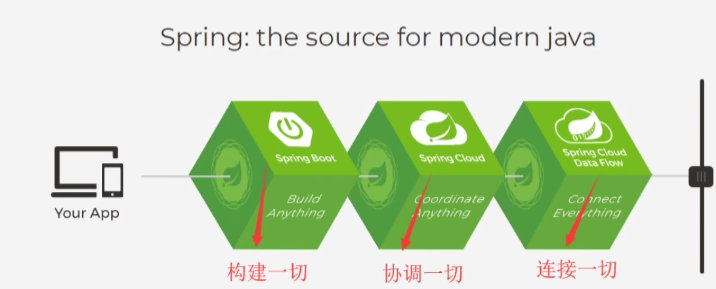 Spring: the source for modern java
Spring Boot
Spring Cloud
Spring Cloud
Data Flow
Your App
Build
Anything
Coordinate
Anything
Connect
Everything
构建一切
协调一切
连接一切